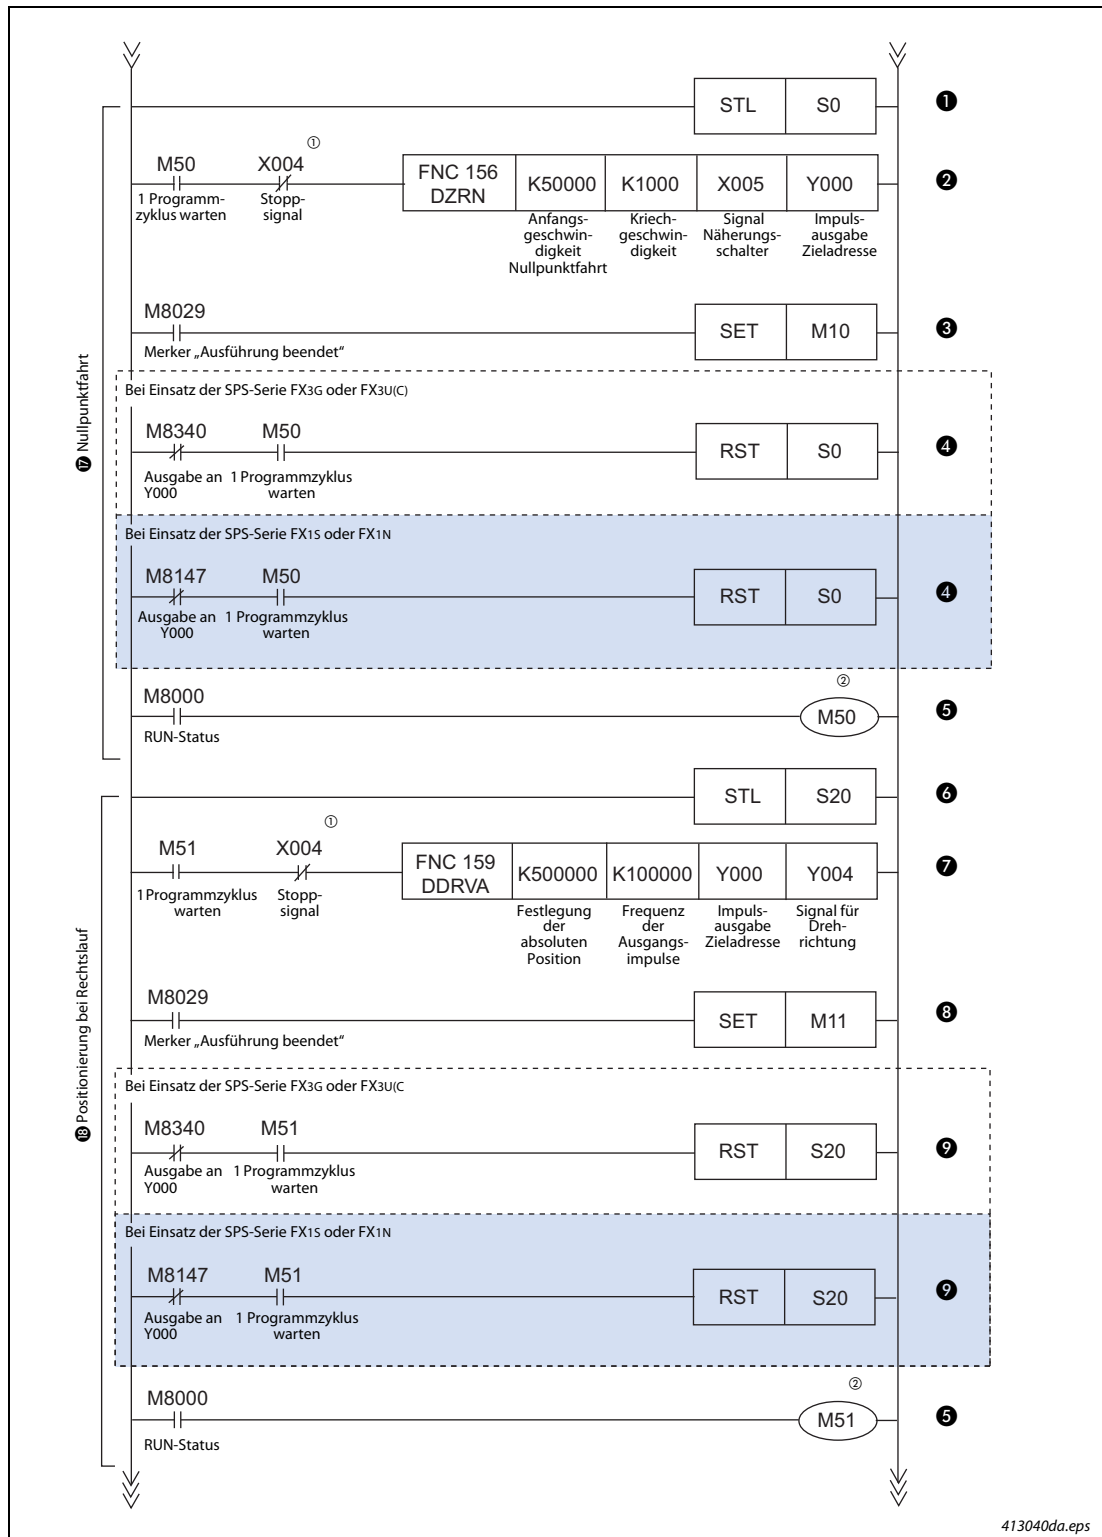 STL S0 ❶
①
M50 X004 FNC 156 DZRN K50000 K1000 X005 Y000 ❷
1 Programm-
zyklus warten
Stopp-
signal
Anfangs-
geschwin-
digkeit
Nullpunktfahrt
Kriech-
geschwin-
digkeit
Signal
Näherungs-
schalter
Impuls-
ausgabe
Zieladresse
M8029 SET M10 ❸
Merker „Ausführung beendet“
⓱ Nullpunktfahrt
Bei Einsatz der SPS-Serie FX3G oder FX3U(C)
M8340 M50 RST S0 ❹
Ausgabe an
Y000
1 Programmzyklus
warten
Bei Einsatz der SPS-Serie FX1S oder FX1N
M8147 M50 RST S0 ❹
Ausgabe an
Y000
1 Programmzyklus
warten
②
M8000 M50 ❺
RUN-Status
STL S20 ❻
①
M51 X004 FNC 159 DDRVA K500000 K100000 Y000 Y004 ❼
1 Programmzyklus
warten
Stopp-
signal
Festlegung
der
absoluten
Position
Frequenz
der
Ausgangs-
impulse
Impuls-
ausgabe
Zieladresse
Signal für
Dreh-
richtung
M8029 SET M11 ❽
Merker „Ausführung beendet“
⓲ Positionierung bei Rechtslauf
Bei Einsatz der SPS-Serie FX3G oder FX3U(C
M8340 M51 RST S20 ❾
Ausgabe an
Y000
1 Programmzyklus
warten
Bei Einsatz der SPS-Serie FX1S oder FX1N
M8147 M51 RST S20 ❾
Ausgabe an
Y000
1 Programmzyklus
warten
②
M8000 M51 ❺
RUN-Status
413040da.eps